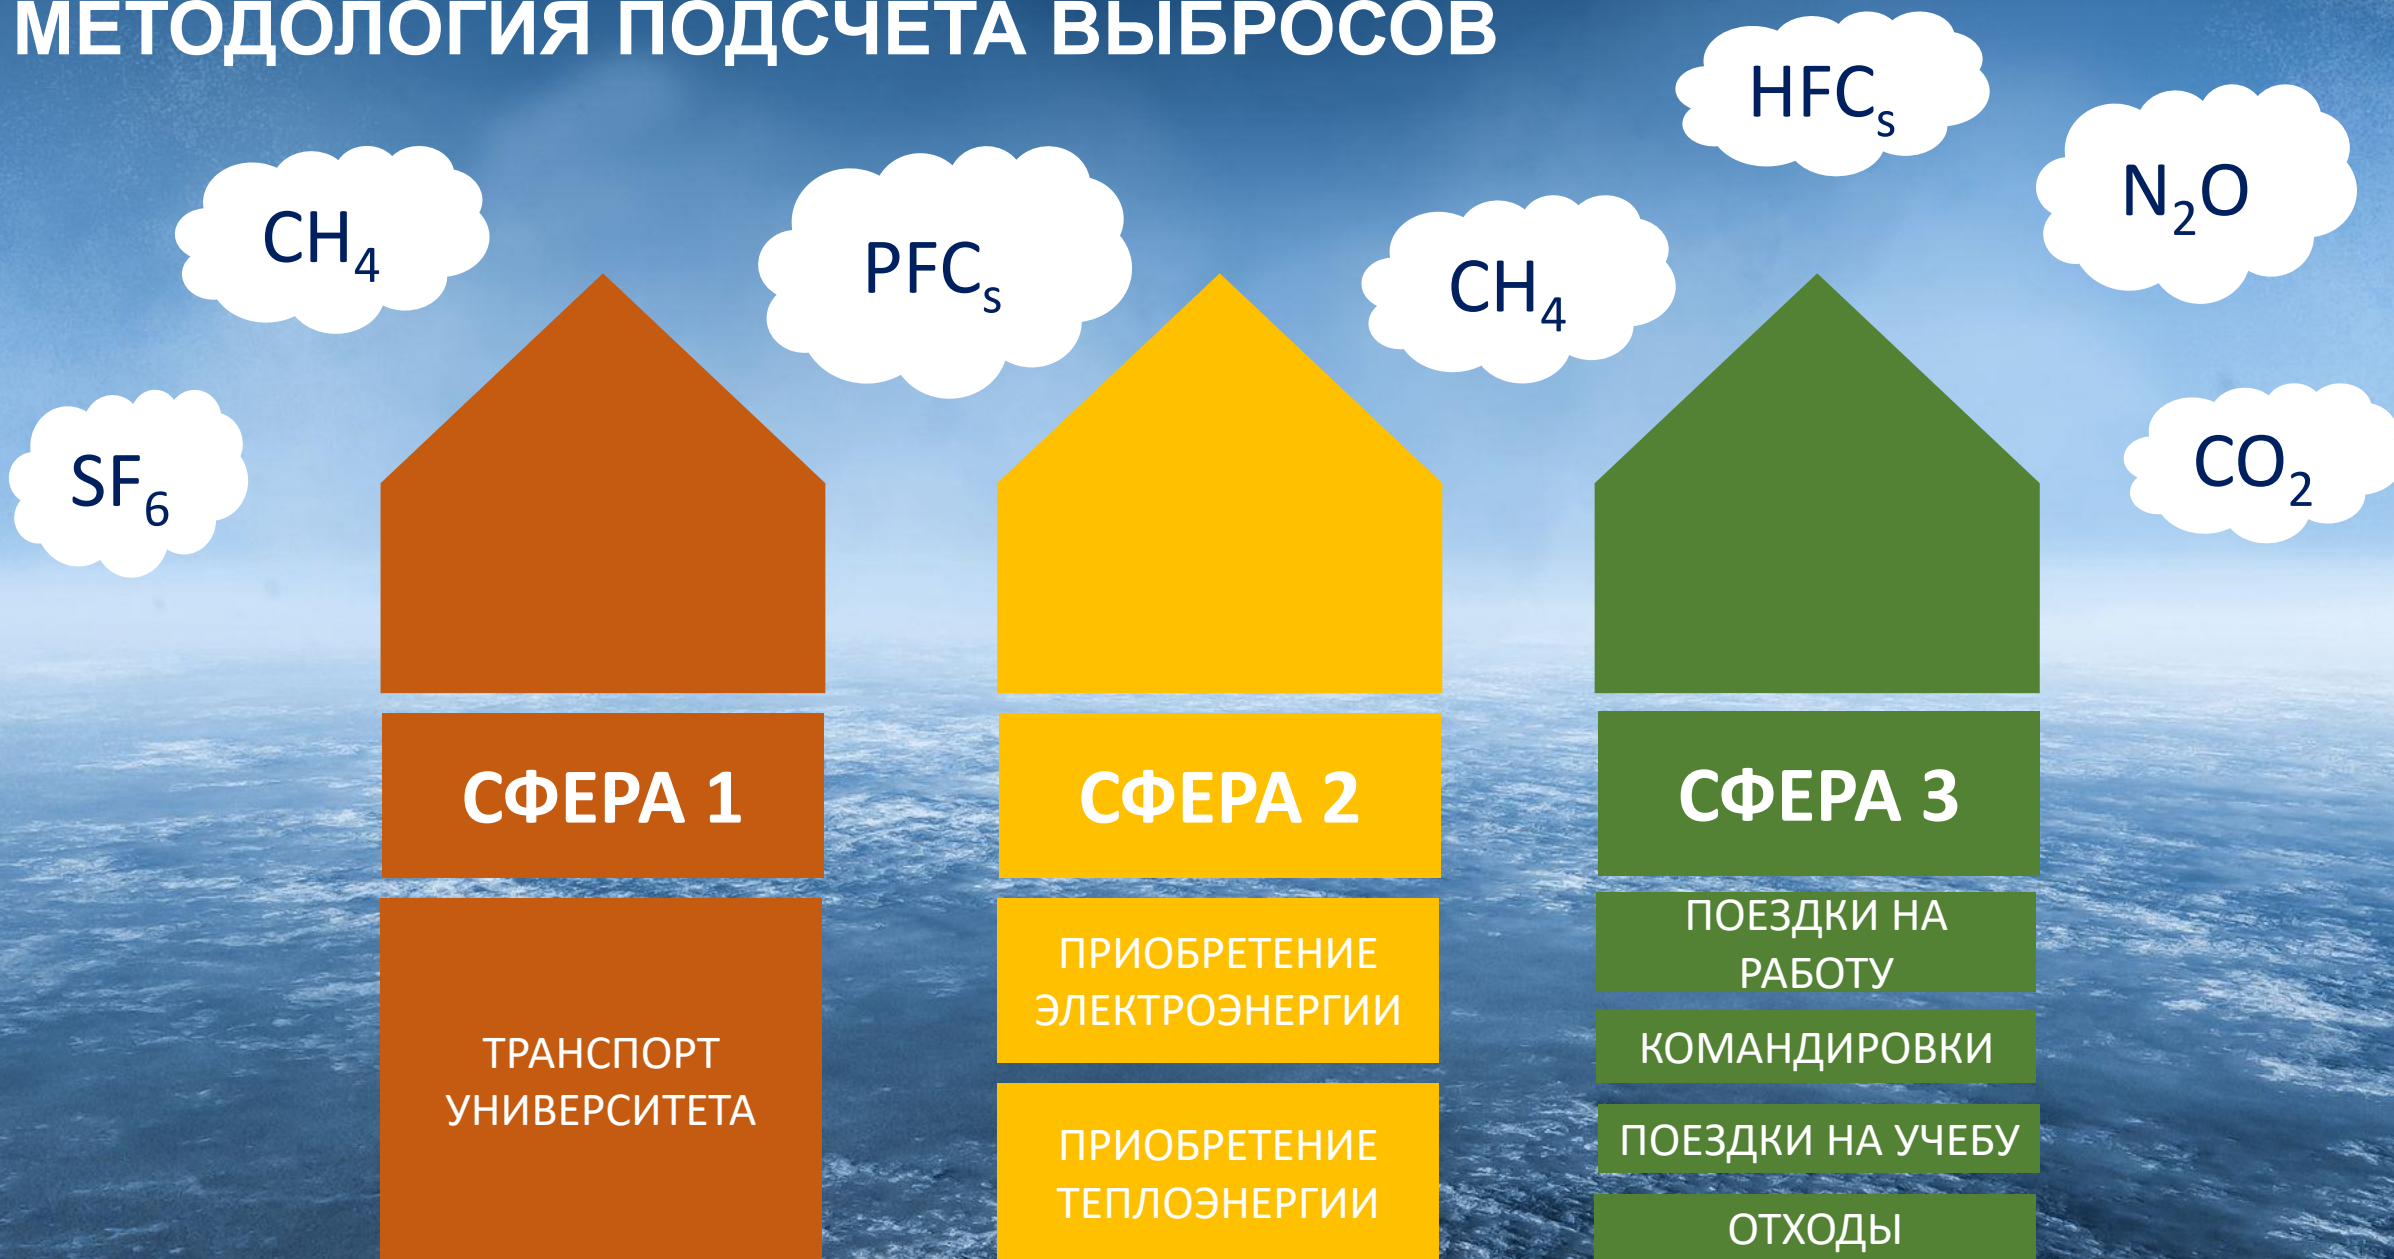 МЕТОДОЛОГИЯ ПОДСЧЕТА ВЫБРОСОВ
HFCs
N2O
CH4
PFCs
CH4
SF6
CO2
СФЕРА 1
СФЕРА 2
СФЕРА 3
ТРАНСПОРТ
УНИВЕРСИТЕТА
ПРИОБРЕТЕНИЕ
ЭЛЕКТРОЭНЕРГИИ
ПРИОБРЕТЕНИЕ
ТЕПЛОЭНЕРГИИ
ПОЕЗДКИ НА
РАБОТУ
КОМАНДИРОВКИ
ПОЕЗДКИ НА УЧЕБУ
ОТХОДЫ